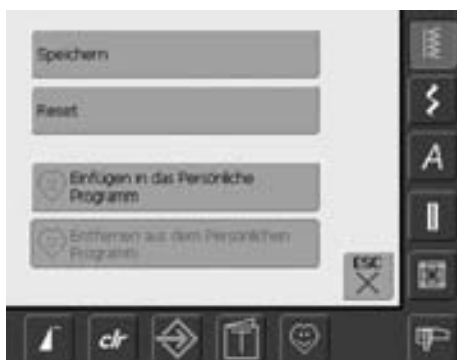 Speichern
Reset
Einfügen in das Persönliche
Programm
Entfernen aus dem Persönlichen
Programm
ESC
A
clr